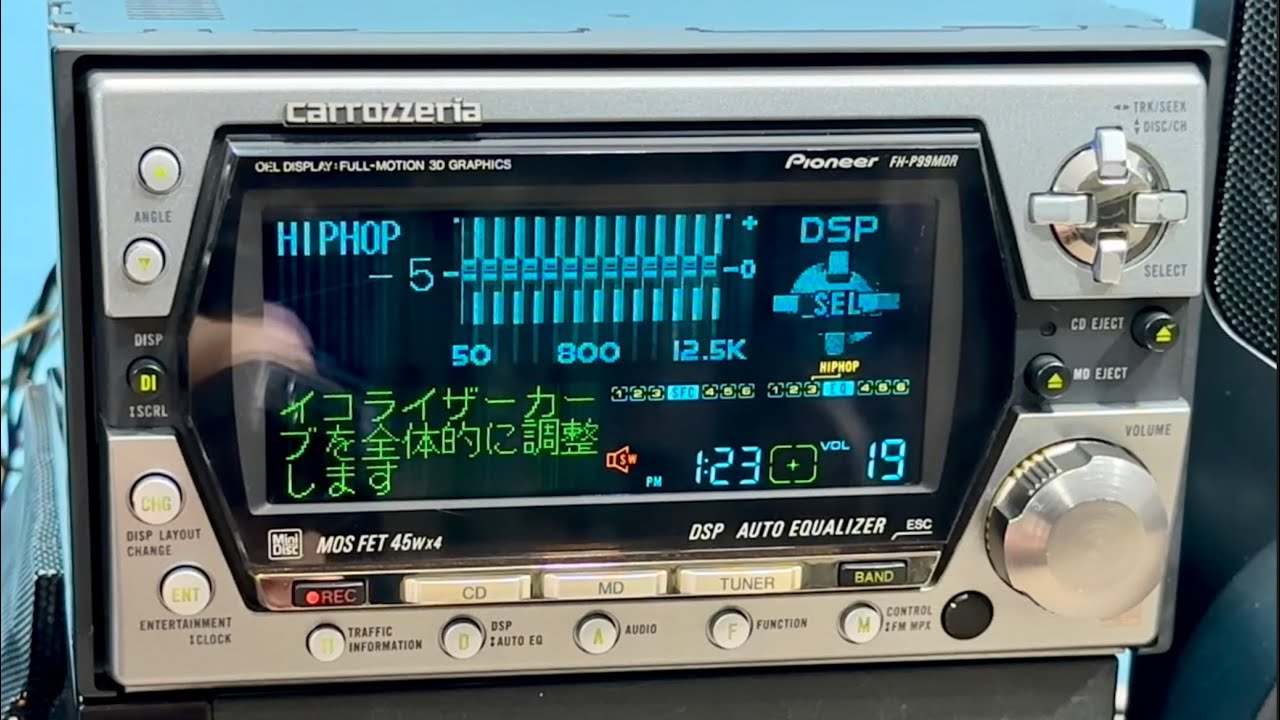 carrozzeria
◄► TRK/SEEK
▲▼ DISC/CH
OEL DISPLAY:FULL-MOTION 3D GRAPHICS
Pioneer FH-P99MDR
ANGLE
HIPHOP
+
DSP
-5
-0
SEL
SELECT
50 800 12.5K
DISP
DI
↕SCRL
CD EJECT
MD EJECT
HIPHOP
1 2 3 SFC 4 5 6
1 2 3 EQ 4 5 6
イコライザーカー
ブを全体的に調整
します
SW
PM 1:23
VOL 19
VOLUME
CHG
DISP LAYOUT
CHANGE
Mini
Disc
MOS FET 45W×4
DSP AUTO EQUALIZER
ESC
ENT
ENTERTAINMENT
↕CLOCK
REC
CD
MD
TUNER
BAND
TRAFFIC
INFORMATION
D
DSP
↕AUTO EQ
A
AUDIO
F
FUNCTION
M
CONTROL
↕FM MPX